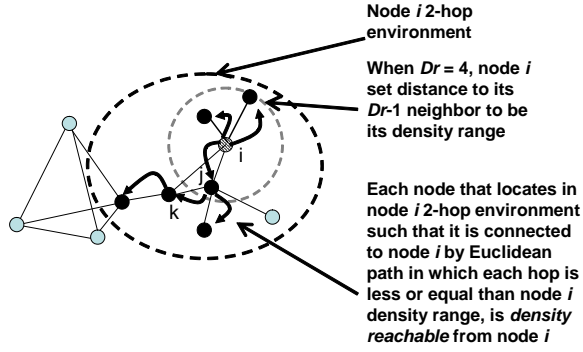 Node i 2-hop
environment
When Dr = 4, node i
set distance to its
Dr-1 neighbor to be
its density range
i
j
k
Each node that locates in
node i 2-hop environment
such that it is connected
to node i by Euclidean
path in which each hop is
less or equal than node i
density range, is density
reachable from node i